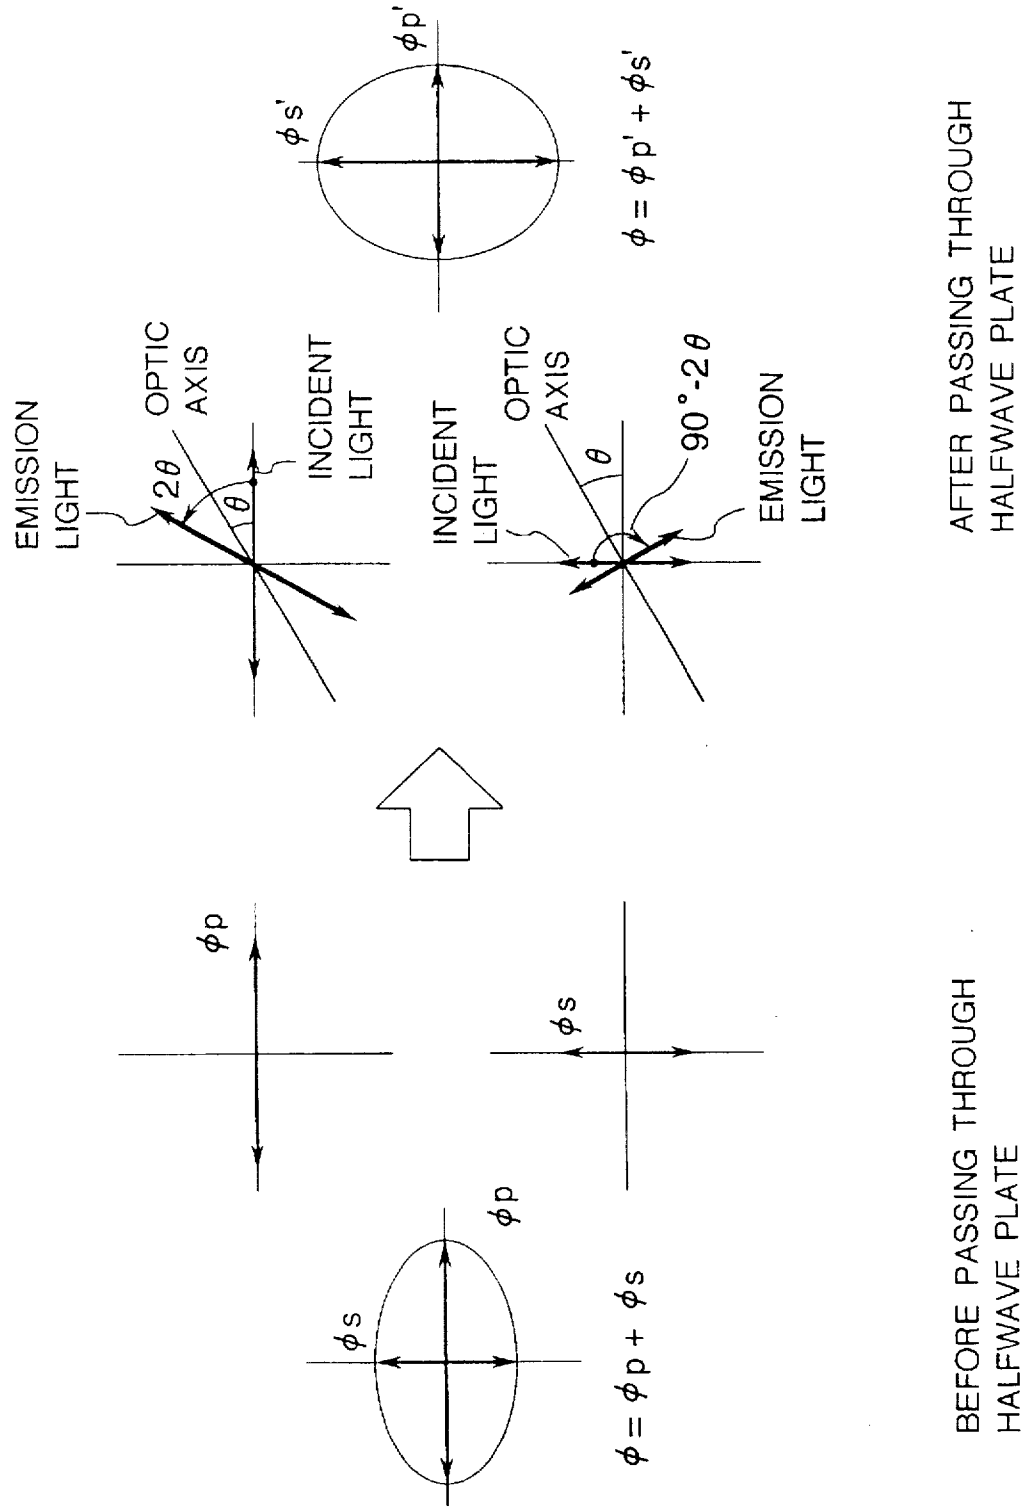 φs
φp
φ = φp + φs
φp
φs
BEFORE PASSING THROUGH
HALFWAVE PLATE
EMISSION
LIGHT
2θ
OPTIC
AXIS
θ
INCIDENT
LIGHT
INCIDENT
LIGHT
OPTIC
AXIS
θ
90°-2θ
EMISSION
LIGHT
φs'
φp'
φ = φp' + φs'
AFTER PASSING THROUGH
HALFWAVE PLATE